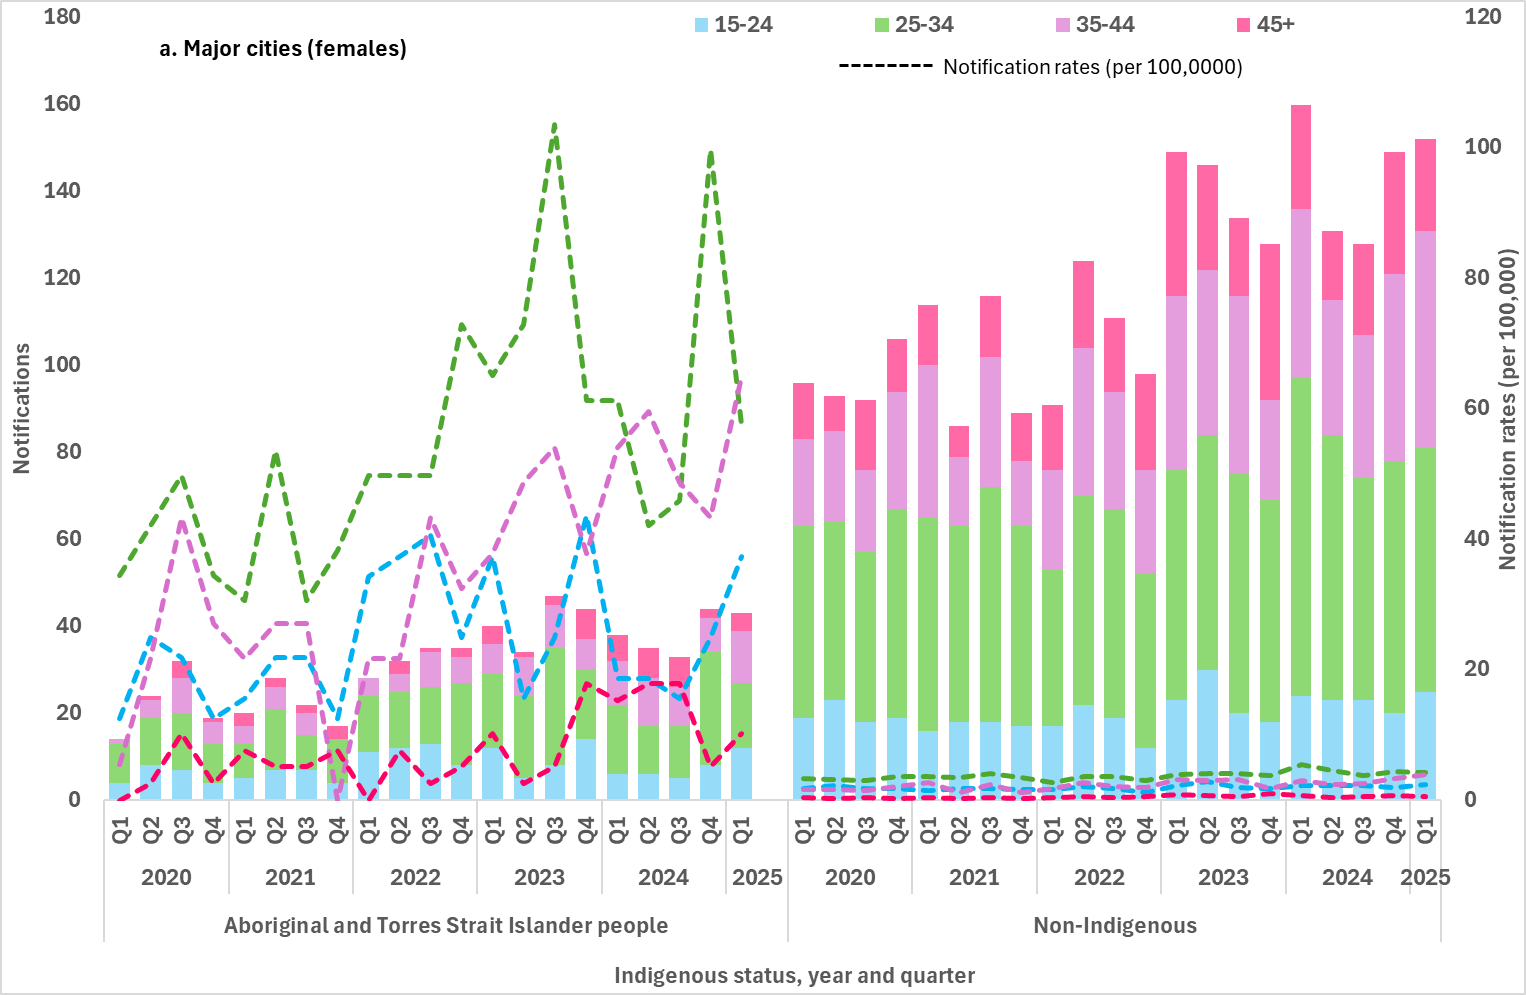 180
15-24 25-34 35-44 45+
120
a. Major cities (females)
Notification rates (per 100,0000)
160
140
120
100
80
60
40
20
0
Notifications
100
80
60
40
20
0
Notification rates (per 100,000)
Q1 Q2 Q3 Q4 Q1 Q2 Q3 Q4 Q1 Q2 Q3 Q4 Q1 Q2 Q3 Q4 Q1 Q2 Q3 Q4 Q1 Q1 Q2 Q3 Q4 Q1 Q2 Q3 Q4 Q1 Q2 Q3 Q4 Q1 Q2 Q3 Q4 Q1 Q2 Q3 Q4 Q1
2020 2021 2022 2023 2024 2025 2020 2021 2022 2023 2024 2025
Aboriginal and Torres Strait Islander people Non-Indigenous
Indigenous status, year and quarter